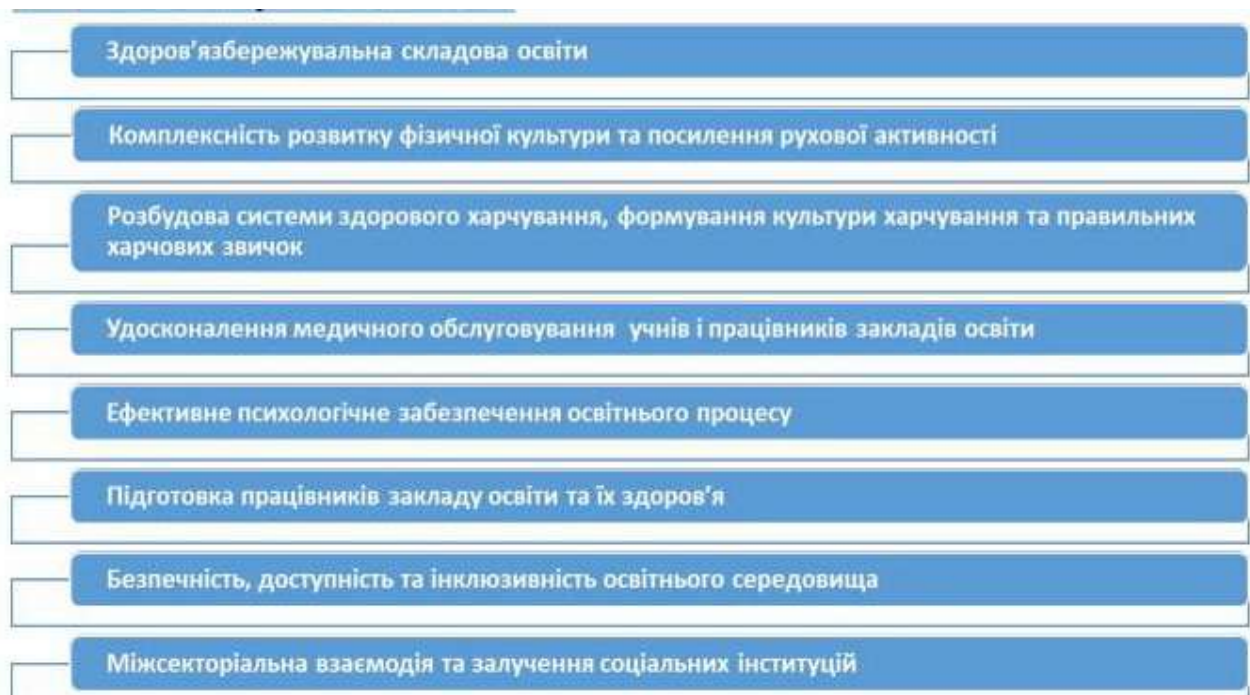 Здоров’язбережувальна складова освіти
Комплексність розвитку фізичної культури та посилення рухової активності
Розбудова системи здорового харчування, формування культури харчування та правильних
харчових звичок
Удосконалення медичного обслуговування учнів і працівників закладів освіти
Ефективне психологічне забезпечення освітнього процесу
Підготовка працівників закладу освіти та їх здоров’я
Безпечність, доступність та інклюзивність освітнього середовища
Міжсекторіальна взаємодія та залучення соціальних інституцій